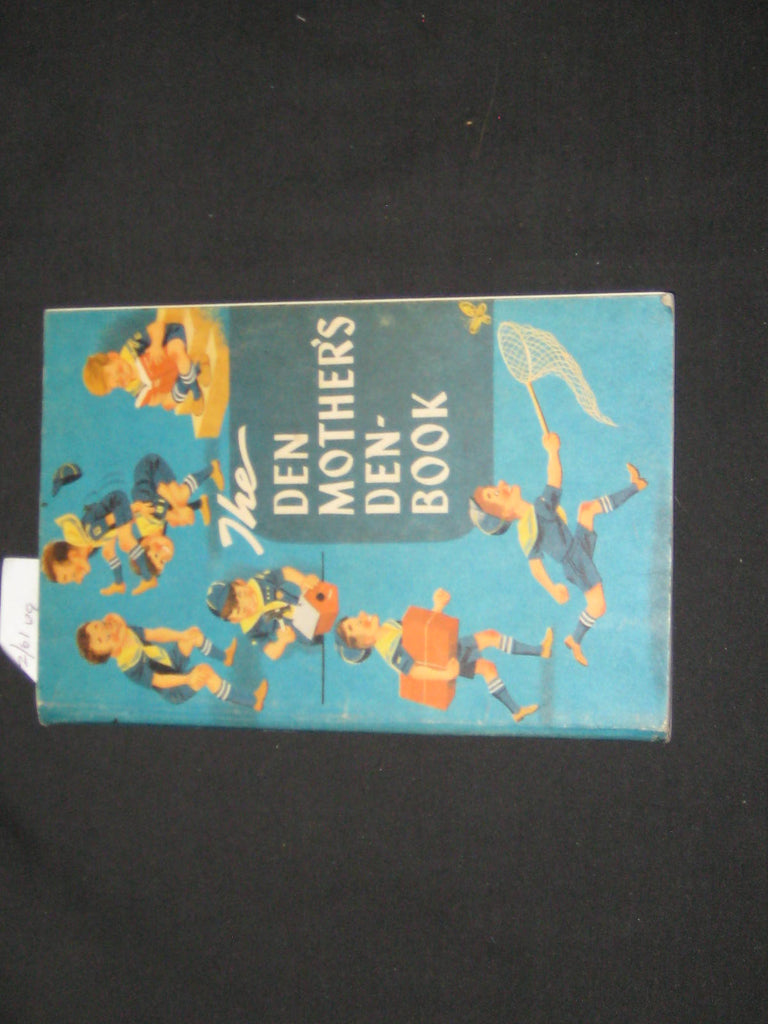 The
DEN
MOTHER'S
DEN-
BOOK